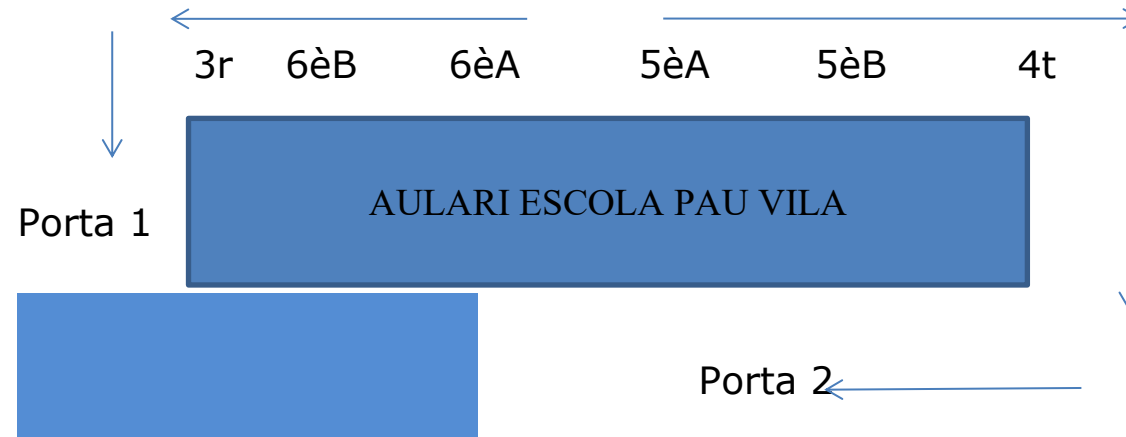 3r 6èB 6èA 5èA 5èB 4t
AULARI ESCOLA PAU VILA
Porta 1
Porta 2